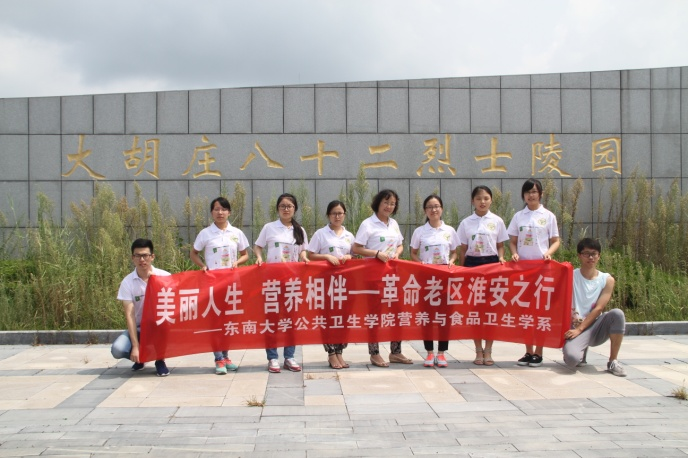 大胡庄八十二烈士陵园
美丽人生 营养相伴——革命老区淮安之行
——东南大学公共卫生学院营养与食品卫生学系